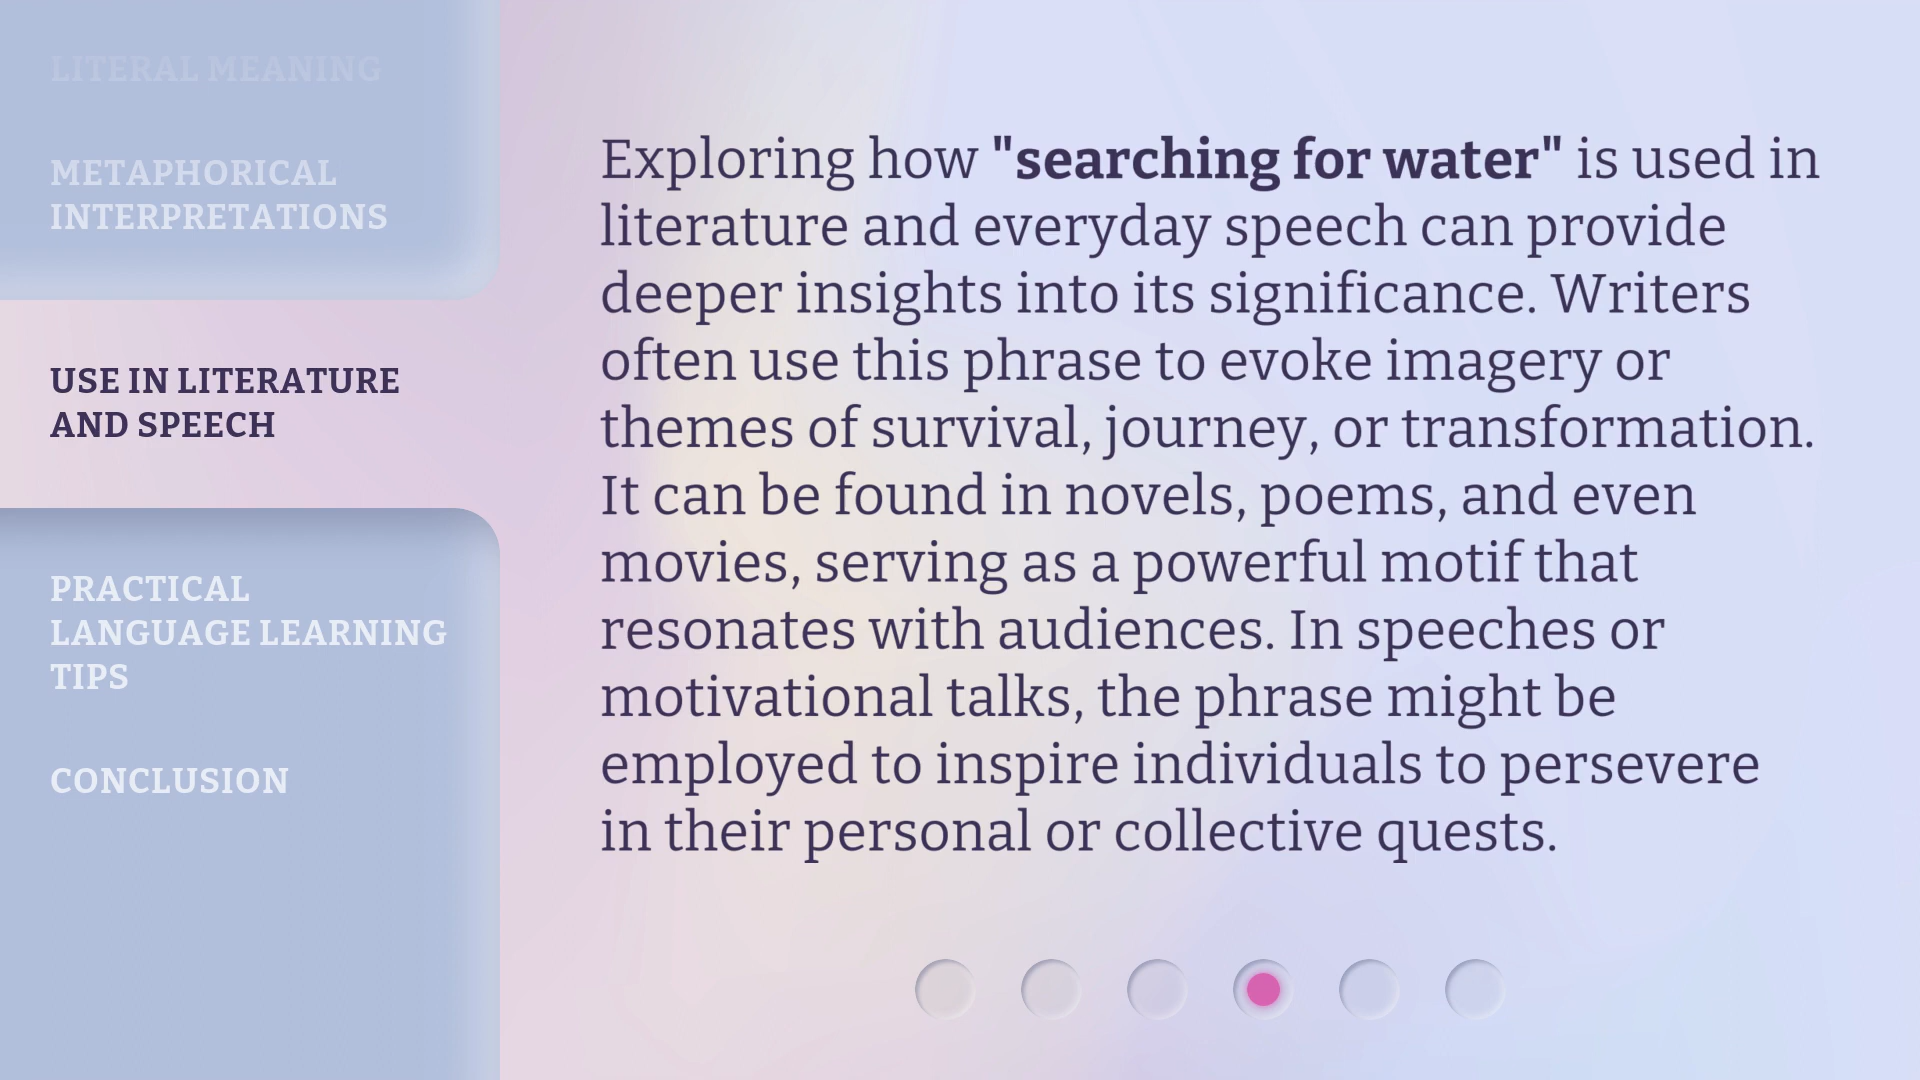 LITERAL MEANING
METAPHORICAL
INTERPRETATIONS
USE IN LITERATURE
AND SPEECH
PRACTICAL
LANGUAGE LEARNING
TIPS
CONCLUSION
Exploring how "searching for water" is used in
literature and everyday speech can provide
deeper insights into its significance. Writers
often use this phrase to evoke imagery or
themes of survival, journey, or transformation.
It can be found in novels, poems, and even
movies, serving as a powerful motif that
resonates with audiences. In speeches or
motivational talks, the phrase might be
employed to inspire individuals to persevere
in their personal or collective quests.